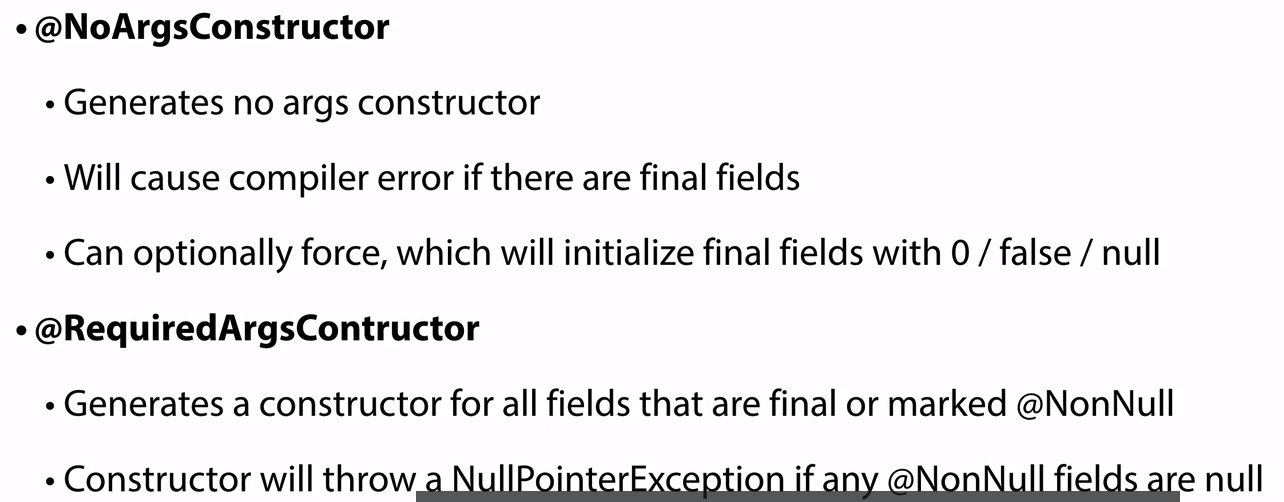 • @NoArgsConstructor
• Generates no args constructor
• Will cause compiler error if there are final fields
• Can optionally force, which will initialize final fields with 0 / false / null
• @RequiredArgsContructor
• Generates a constructor for all fields that are final or marked @NonNull
• Constructor will throw a NullPointerException if any @NonNull fields are null